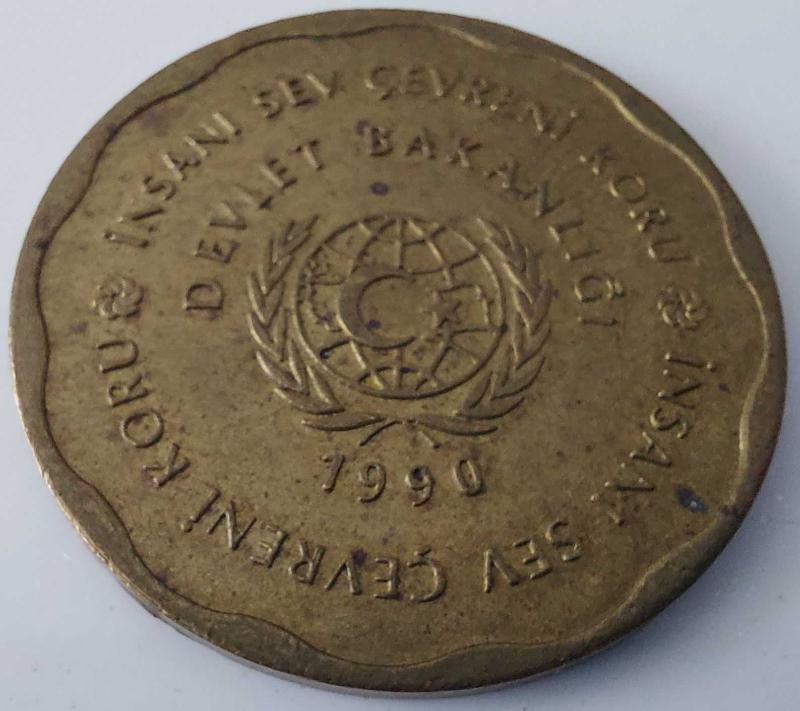 İNSANI SEV ÇEVRENİ KORU
İNSANI SEV ÇEVRENİ KORU
DEVLET BAKANLIĞI
1990